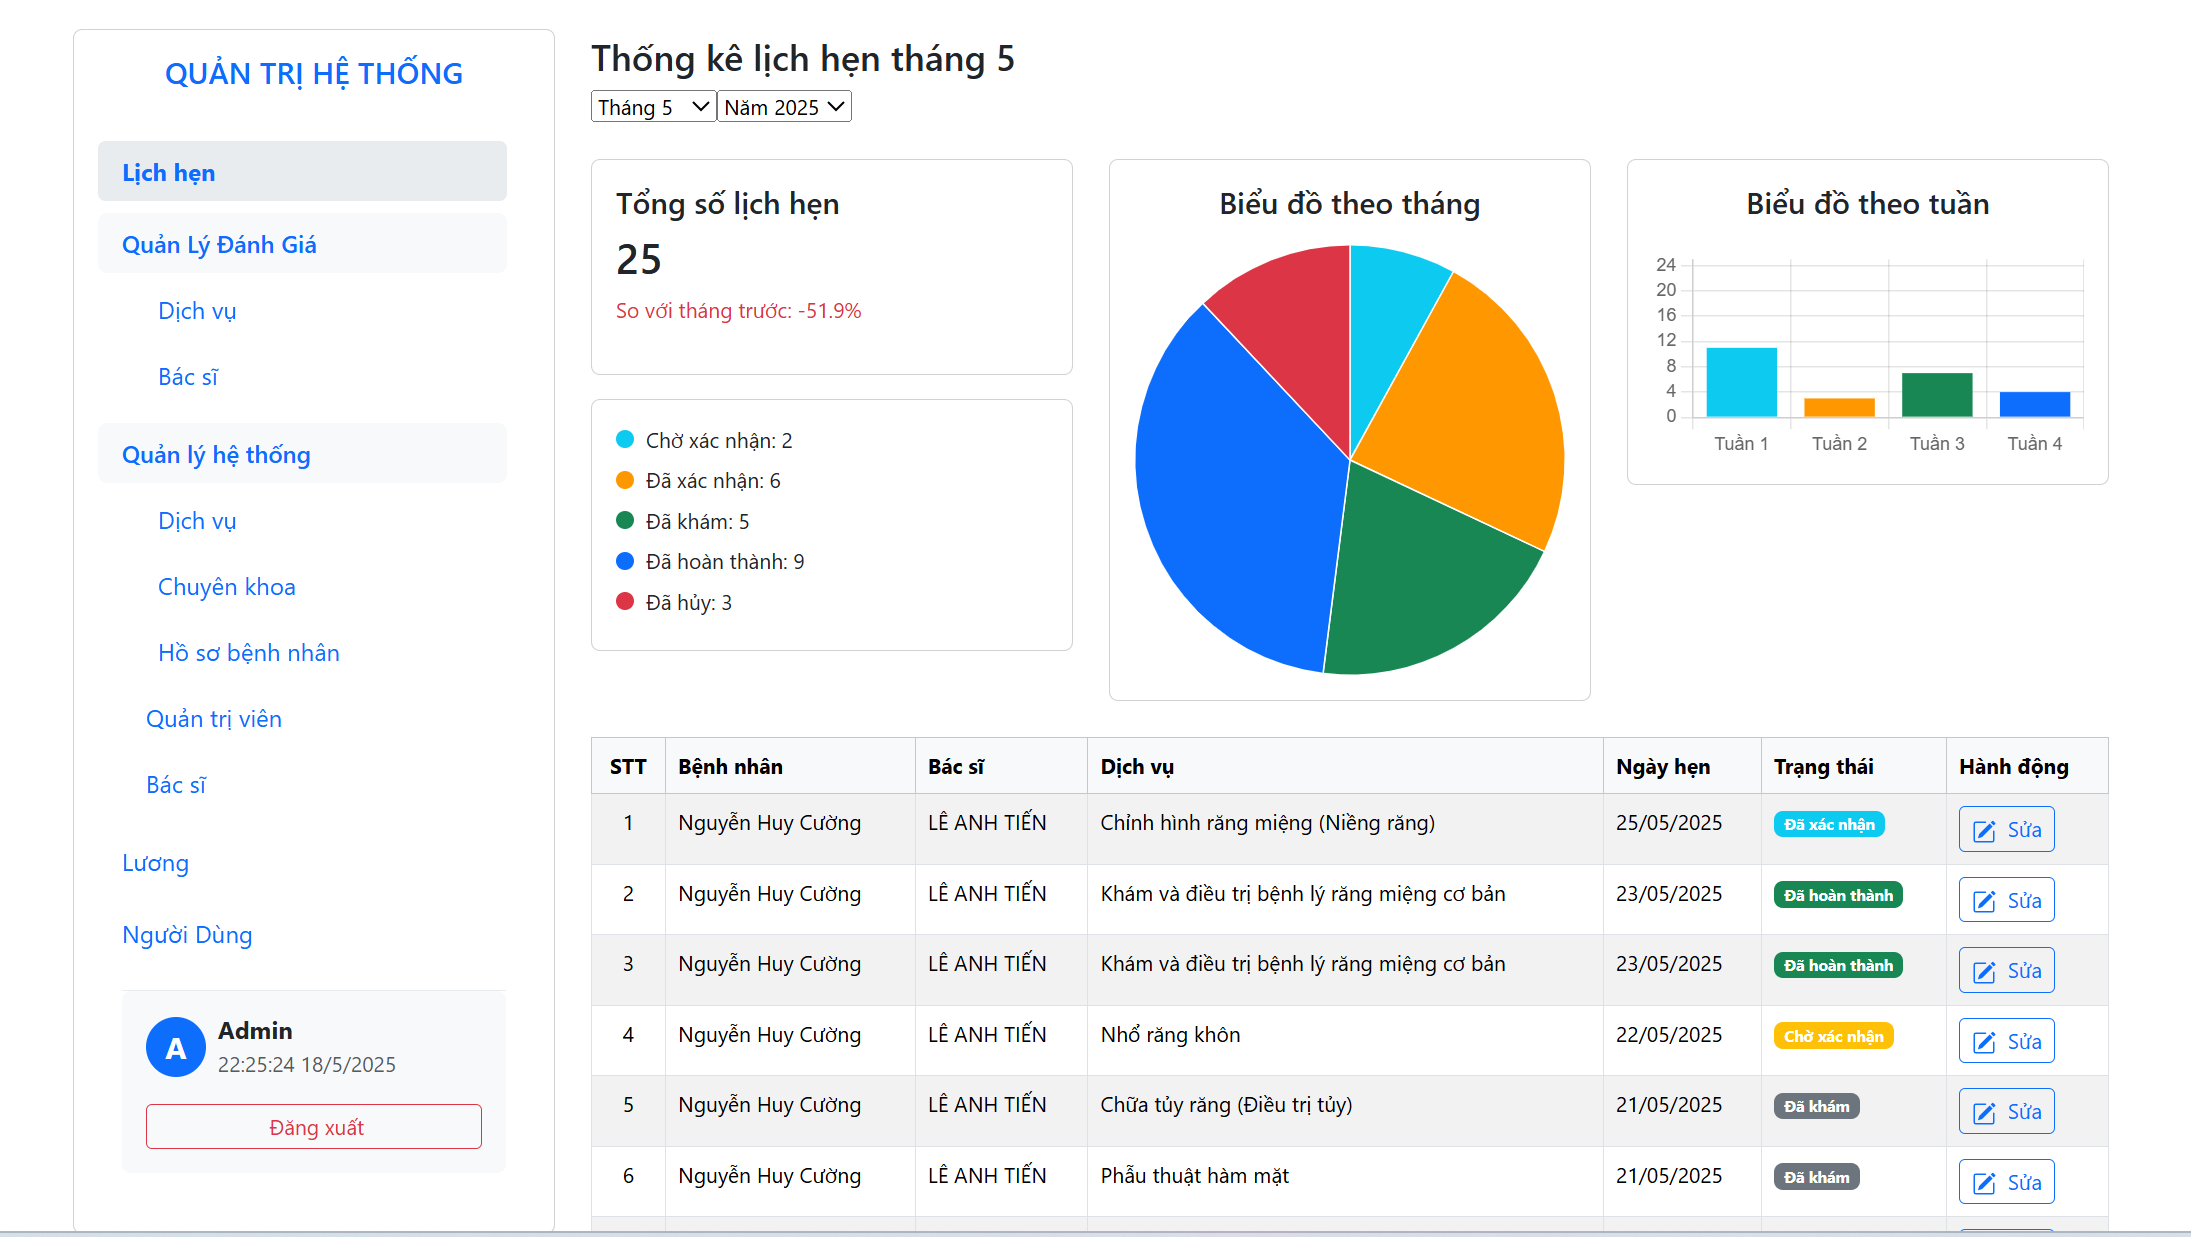 QUẢN TRỊ HỆ THỐNG
Lịch hẹn
Quản Lý Đánh Giá
Dịch vụ
Bác sĩ
Quản lý hệ thống
Dịch vụ
Chuyên khoa
Hồ sơ bệnh nhân
Quản trị viên
Bác sĩ
Lương
Người Dùng
A
Admin
22:25:24 18/5/2025
Đăng xuất
Thống kê lịch hẹn tháng 5
Tháng 5 Năm 2025
Tổng số lịch hẹn
25
So với tháng trước: -51.9%
Chờ xác nhận: 2
Đã xác nhận: 6
Đã khám: 5
Đã hoàn thành: 9
Đã hủy: 3
Biểu đồ theo tháng
Biểu đồ theo tuần
24
20
16
12
8
4
0
Tuần 1 Tuần 2 Tuần 3 Tuần 4
STT Bệnh nhân Bác sĩ Dịch vụ Ngày hẹn Trạng thái Hành động
1 Nguyễn Huy Cường LÊ ANH TIẾN Chỉnh hình răng miệng (Niềng răng) 25/05/2025 Đã xác nhận Sửa
2 Nguyễn Huy Cường LÊ ANH TIẾN Khám và điều trị bệnh lý răng miệng cơ bản 23/05/2025 Đã hoàn thành Sửa
3 Nguyễn Huy Cường LÊ ANH TIẾN Khám và điều trị bệnh lý răng miệng cơ bản 23/05/2025 Đã hoàn thành Sửa
4 Nguyễn Huy Cường LÊ ANH TIẾN Nhổ răng khôn 22/05/2025 Chờ xác nhận Sửa
5 Nguyễn Huy Cường LÊ ANH TIẾN Chữa tủy răng (Điều trị tủy) 21/05/2025 Đã khám Sửa
6 Nguyễn Huy Cường LÊ ANH TIẾN Phẫu thuật hàm mặt 21/05/2025 Đã khám Sửa